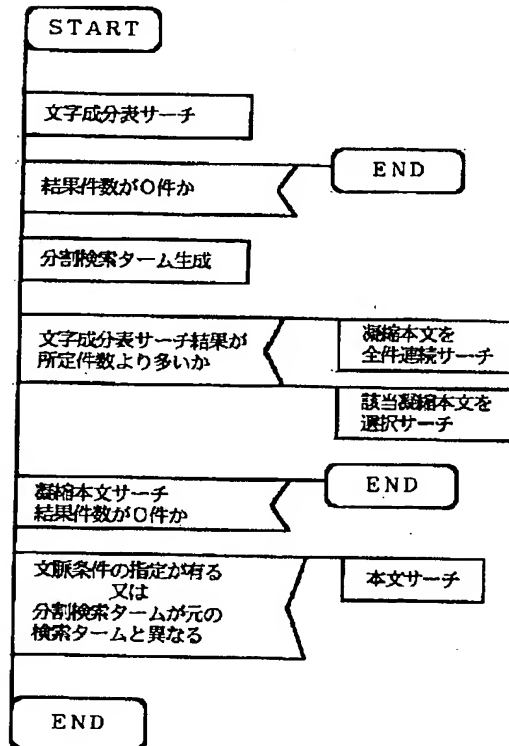 START
文字成分表サーチ
結果件数が0件か
END
分割検索ターム生成
文字成分表サーチ結果が
所定件数より多いか
凝縮本文を
全件連続サーチ
該当凝縮本文を
選択サーチ
凝縮本文サーチ
結果件数が0件か
END
文脈条件の指定が有る
又は
分割検索タームが元の
検索タームと異なる
本文サーチ
END